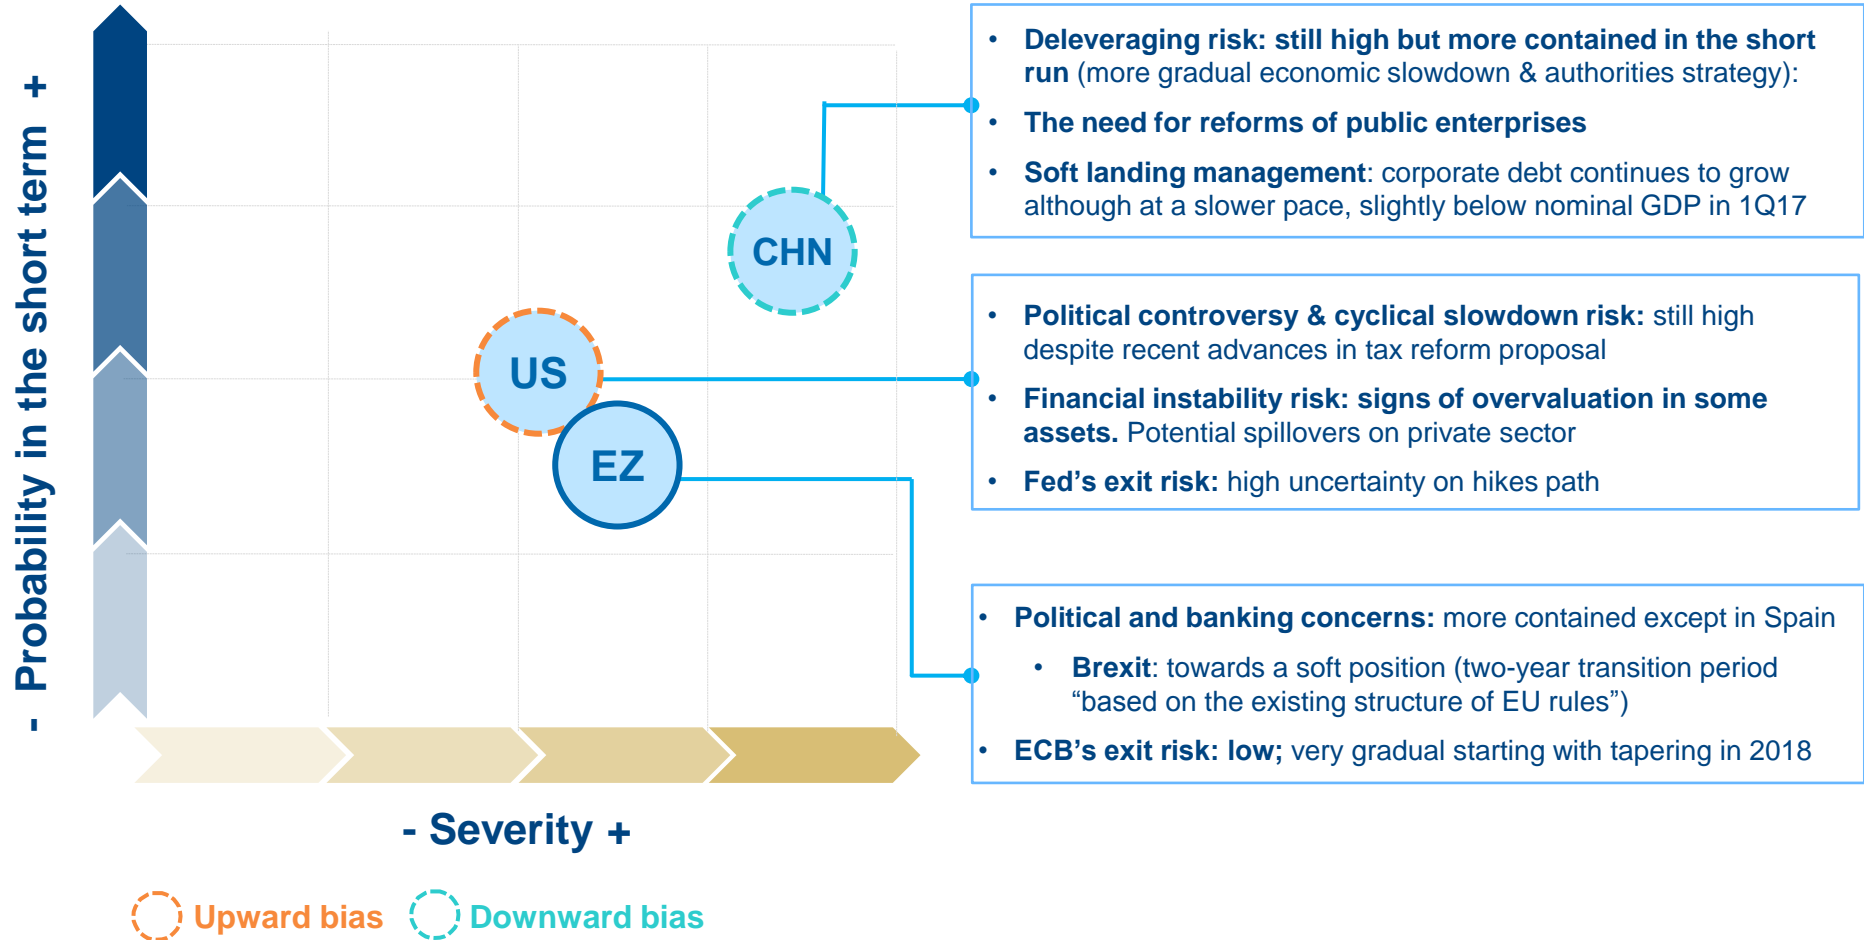 - Probability in the short term +
CHN
US
EZ
- Severity +
Upward bias
Downward bias
• Deleveraging risk: still high but more contained in the short
run (more gradual economic slowdown & authorities strategy):
• The need for reforms of public enterprises
• Soft landing management: corporate debt continues to grow
although at a slower pace, slightly below nominal GDP in 1Q17
• Political controversy & cyclical slowdown risk: still high
despite recent advances in tax reform proposal
• Financial instability risk: signs of overvaluation in some
assets. Potential spillovers on private sector
• Fed’s exit risk: high uncertainty on hikes path
• Political and banking concerns: more contained except in Spain
• Brexit: towards a soft position (two-year transition period
“based on the existing structure of EU rules”)
• ECB’s exit risk: low; very gradual starting with tapering in 2018